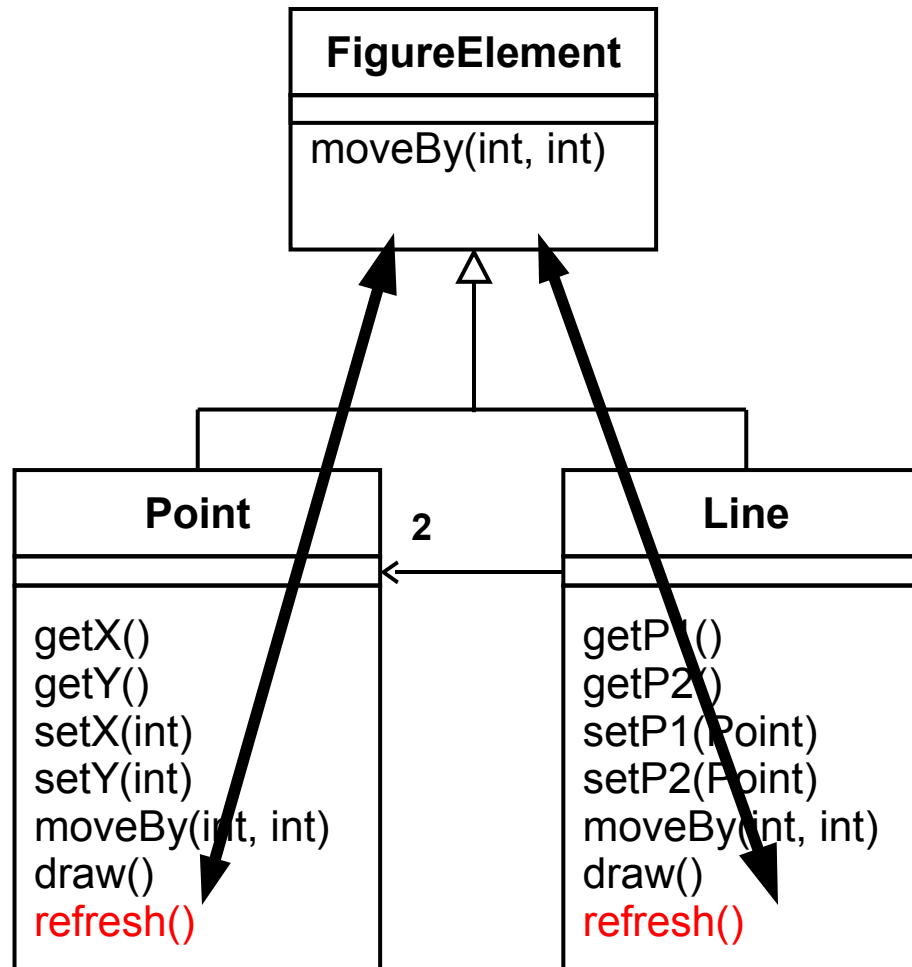 FigureElement
moveBy(int, int)
Point
getX()
getY()
setX(int)
setY(int)
moveBy(int, int)
draw()
refresh()
2
Line
getP1()
getP2()
setP1(Point)
setP2(Point)
moveBy(int, int)
draw()
refresh()